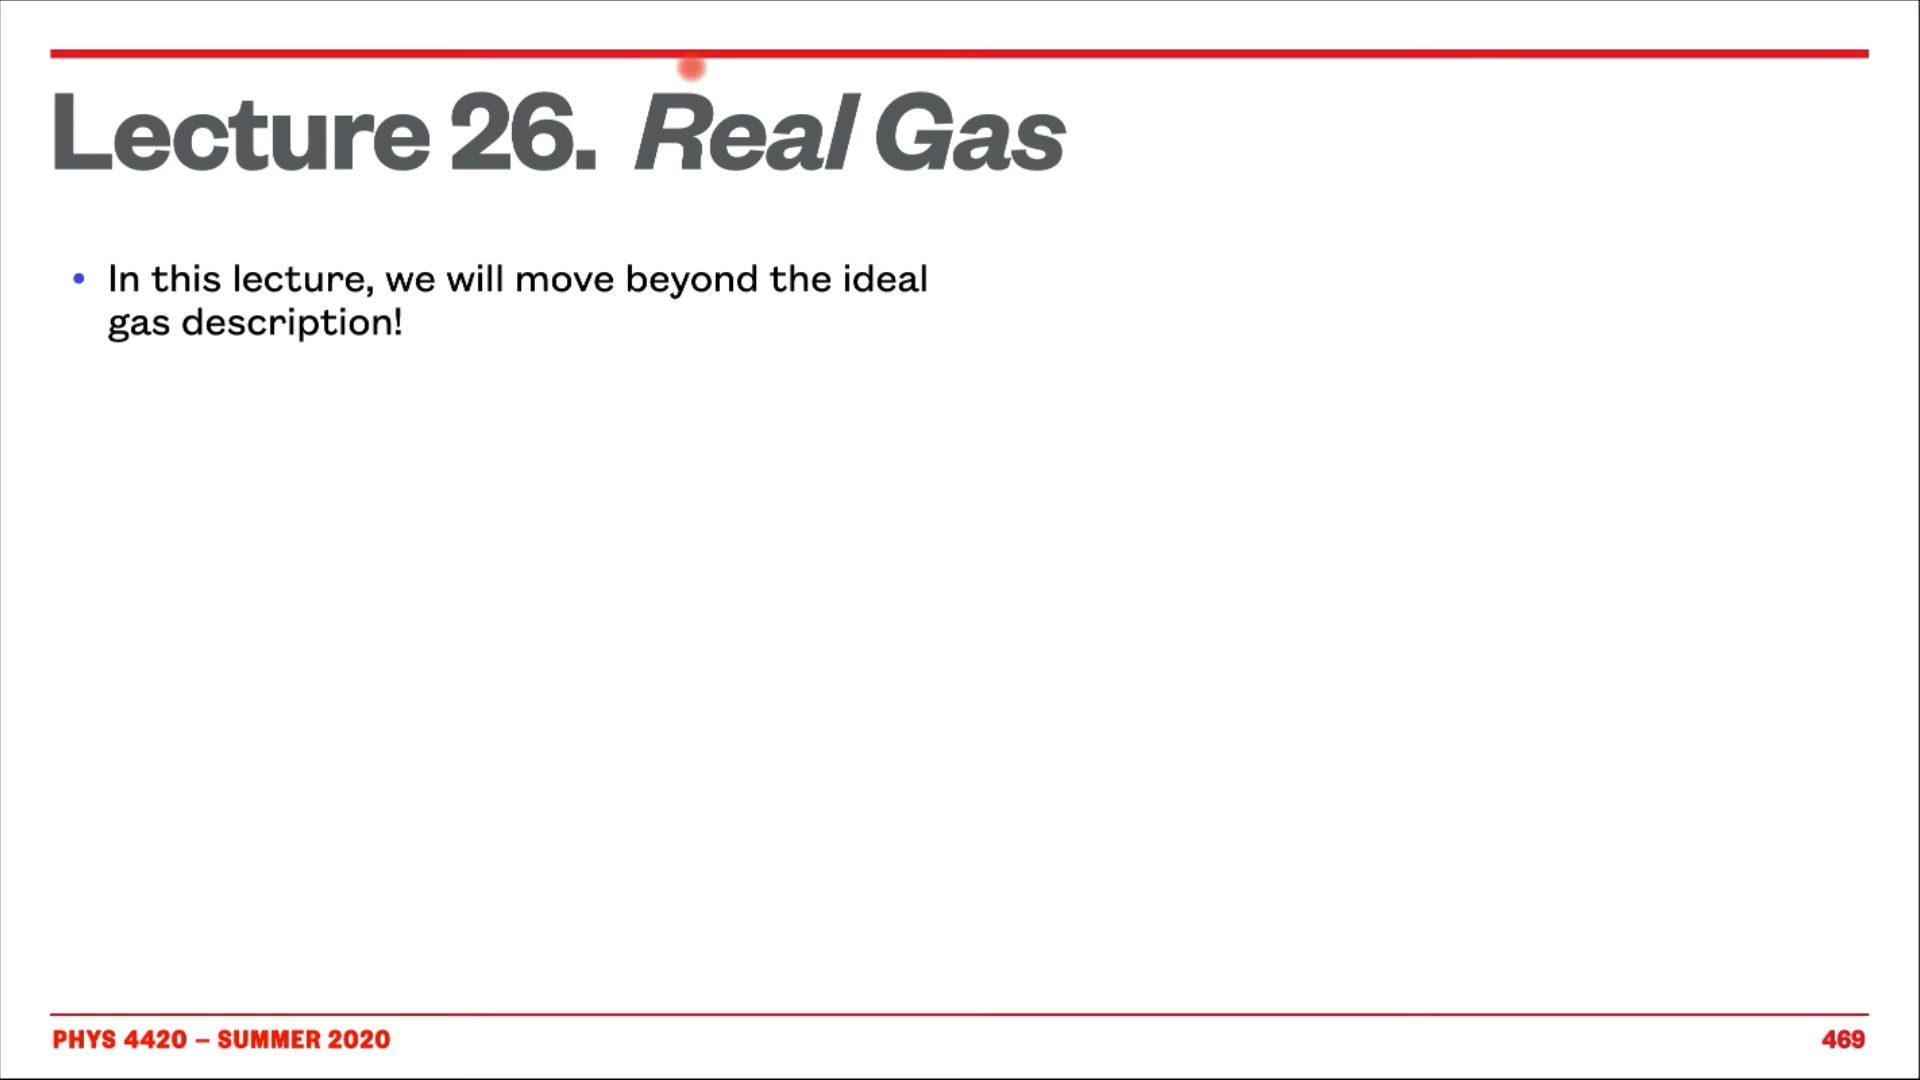 Lecture 26. Real Gas
• In this lecture, we will move beyond the ideal
gas description!
PHYS 4420 – SUMMER 2020
469